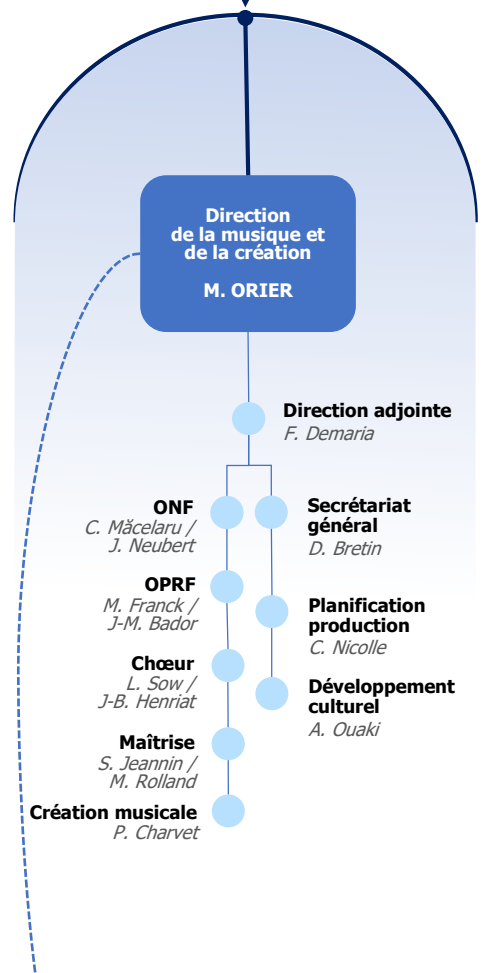 Direction
de la musique et
de la création
M. ORIER
Direction adjointe
F. Demaria
ONF
C. Măcelaru /
J. Neubert
OPRF
M. Franck /
J-M. Bador
Chœur
L. Sow /
J-B. Henriat
Maîtrise
S. Jeannin /
M. Rolland
Création musicale
P. Charvet
Secrétariat
général
D. Bretin
Planification
production
C. Nicolle
Développement
culturel
A. Ouaki